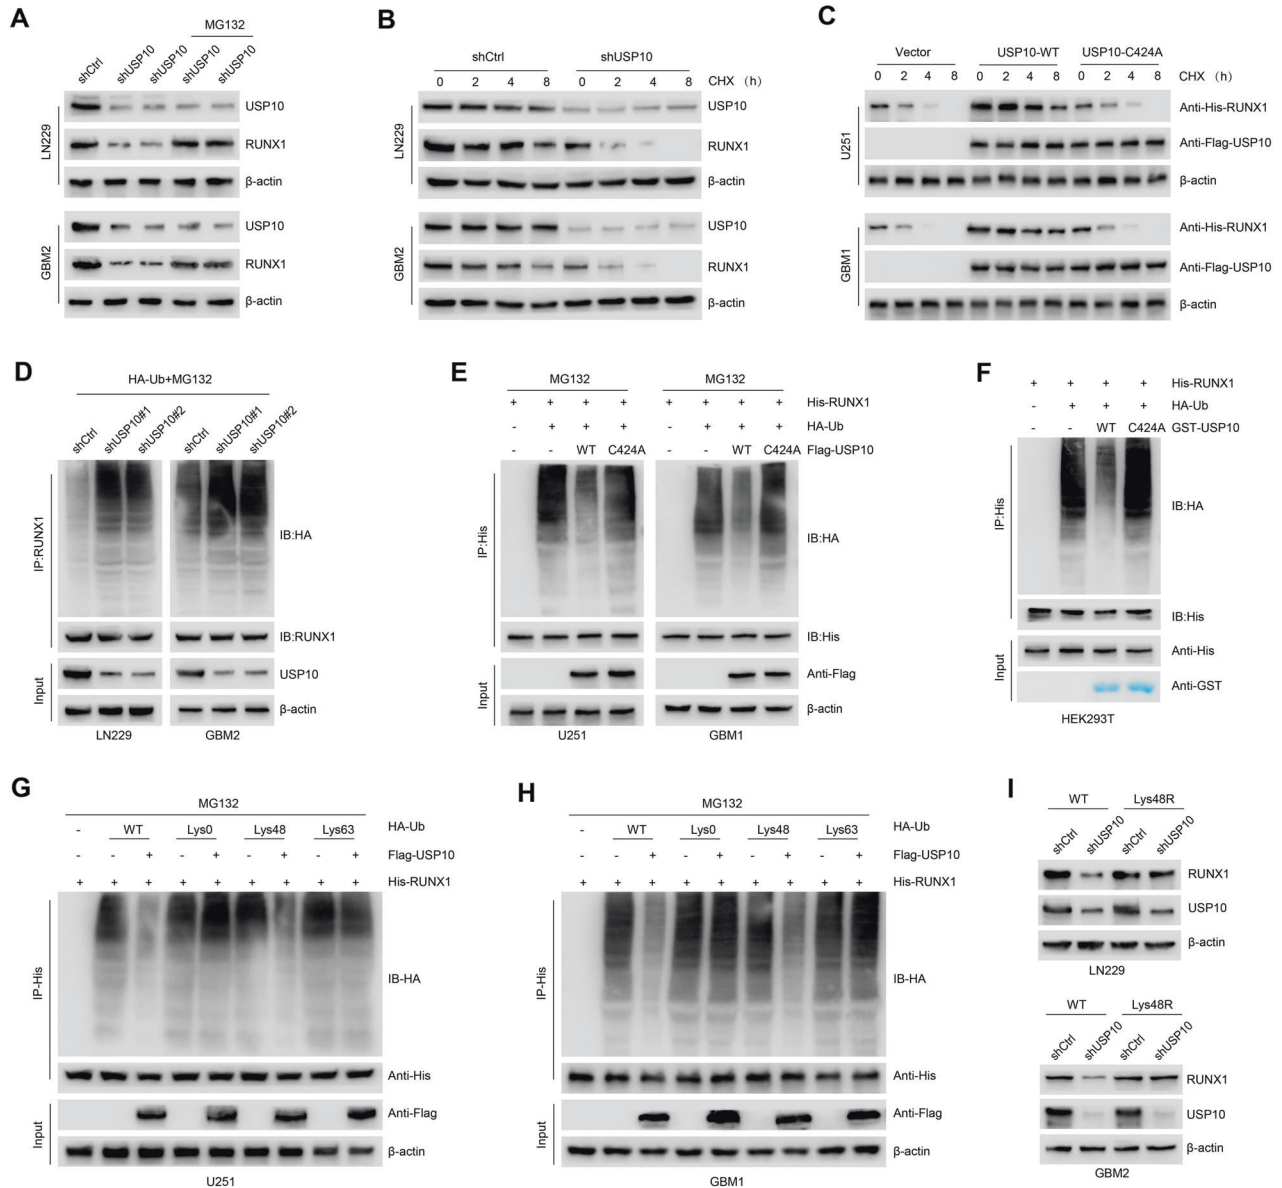 A
MG132
shCtrl shUSP10 shUSP10 shUSP10 shUSP10
LN229
USP10
RUNX1
β-actin
GBM2
USP10
RUNX1
β-actin
B
shCtrl shUSP10
0 2 4 8 0 2 4 8 CHX (h)
LN229
USP10
RUNX1
β-actin
GBM2
USP10
RUNX1
β-actin
C
Vector USP10-WT USP10-C424A
0 2 4 8 0 2 4 8 0 2 4 8 CHX (h)
U251
Anti-His-RUNX1
Anti-Flag-USP10
β-actin
GBM1
Anti-His-RUNX1
Anti-Flag-USP10
β-actin
D
HA-Ub+MG132
shCtrl shUSP10#1 shUSP10#2 shCtrl shUSP10#1 shUSP10#2
IP:RUNX1
IB:HA
IB:RUNX1
Input
USP10
β-actin
LN229 GBM2
E
MG132 MG132
+ + + + + + + + His-RUNX1
- + + + - + + + HA-Ub
- - WT C424A - - WT C424A Flag-USP10
IP:His
IB:HA
IB:His
Input
Anti-Flag
β-actin
U251 GBM1
F
+ + + + His-RUNX1
- + + + HA-Ub
- - WT C424A GST-USP10
IP:His
IB:HA
IB:His
Input
Anti-His
Anti-GST
HEK293T
G
MG132
- WT Lys0 Lys48 Lys63 HA-Ub
- - + - + - + - + Flag-USP10
+ + + + + + + + + His-RUNX1
IP-His
IB-HA
Anti-His
Input
Anti-Flag
β-actin
U251
H
MG132
- WT Lys0 Lys48 Lys63 HA-Ub
- - + - + - + - + Flag-USP10
+ + + + + + + + + His-RUNX1
IP-His
IB-HA
Anti-His
Input
Anti-Flag
β-actin
GBM1
I
WT Lys48R
shCtrl shUSP10 shCtrl shUSP10
RUNX1
USP10
β-actin
LN229
WT Lys48R
shCtrl shUSP10 shCtrl shUSP10
RUNX1
USP10
β-actin
GBM2